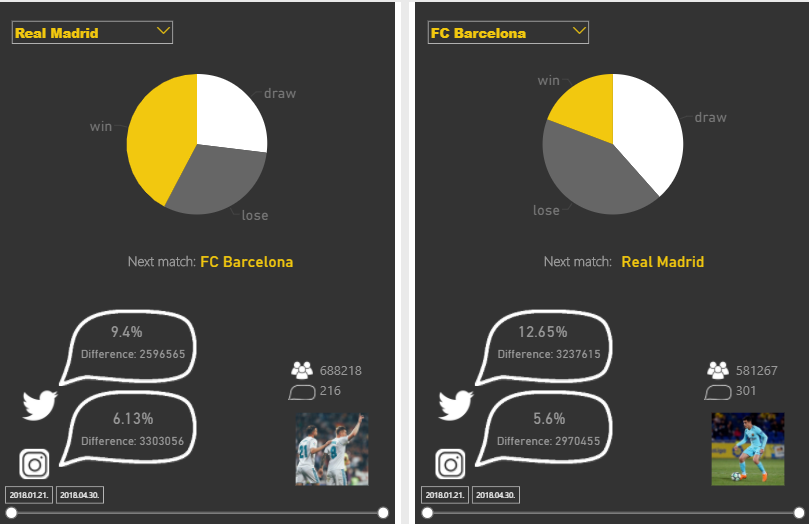 Real Madrid
draw
win
lose
Next match: FC Barcelona
9.4%
Difference: 2596565
688218
216
6.13%
Difference: 3303056
2018.01.21. 2018.04.30.
FC Barcelona
win
draw
lose
Next match: Real Madrid
12.65%
Difference: 3237615
581267
301
5.6%
Difference: 2970455
2018.01.21. 2018.04.30.